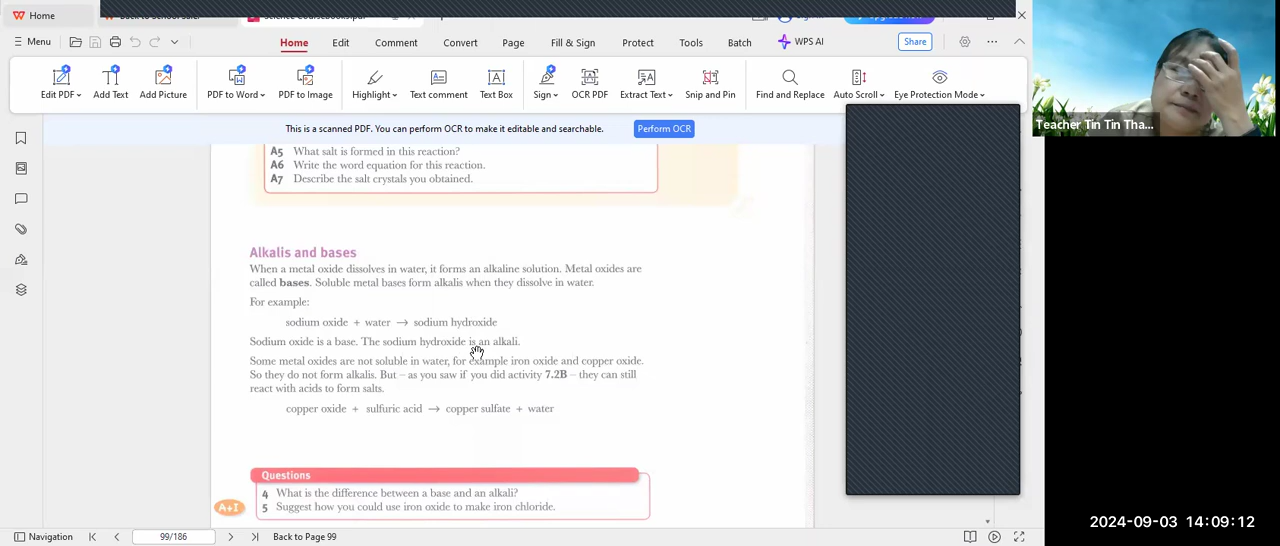 Home
Menu
Home Edit Comment Convert Page Fill & Sign Protect Tools Batch WPS AI Share
Edit PDF Add Text Add Picture PDF to Word PDF to Image Highlight Text comment Text Box Sign OCR PDF Extract Text Snip and Pin Find and Replace Auto Scroll Eye Protection Mode
Teacher Tin Tin Tha...
This is a scanned PDF. You can perform OCR to make it editable and searchable. Perform OCR
A5 What salt is formed in this reaction?
A6 Write the word equation for this reaction.
A7 Describe the salt crystals you obtained.
Alkalis and bases
When a metal oxide dissolves in water, it forms an alkaline solution. Metal oxides are
called bases. Soluble metal bases form alkalis when they dissolve in water.
For example:
sodium oxide + water → sodium hydroxide
Sodium oxide is a base. The sodium hydroxide is an alkali.
Some metal oxides are not soluble in water, for example iron oxide and copper oxide.
So they do not form alkalis. But – as you saw if you did activity 7.2B – they can still
react with acids to form salts.
copper oxide + sulfuric acid → copper sulfate + water
Questions
4 What is the difference between a base and an alkali?
A+I 5 Suggest how you could use iron oxide to make iron chloride.
2024-09-03 14:09:12
Navigation 99/186 Back to Page 99